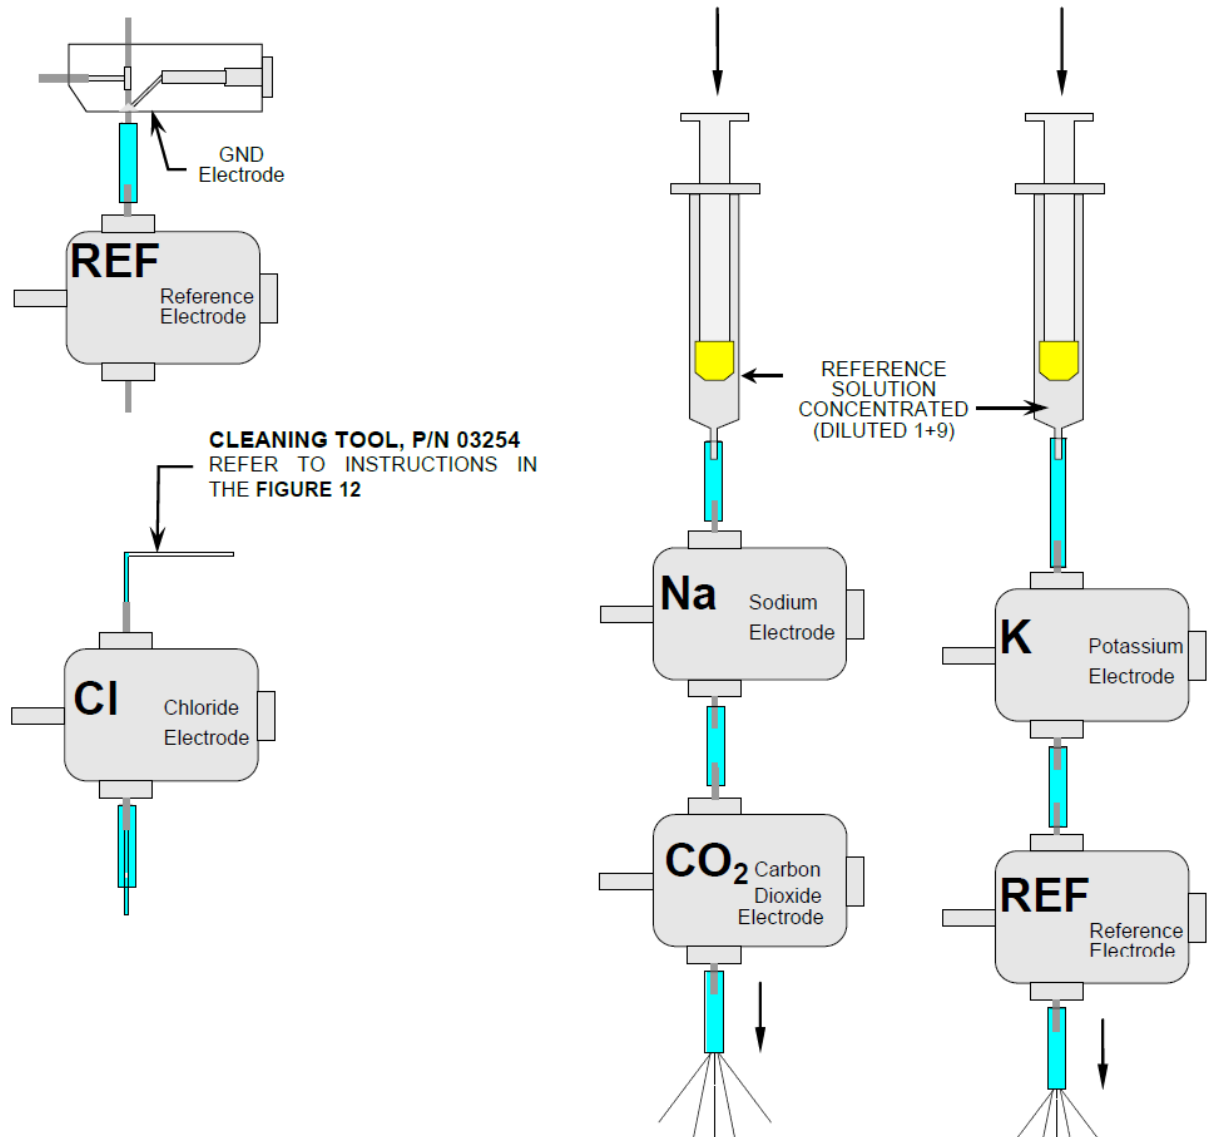 GND
Electrode
REF
Reference
Electrode
CLEANING TOOL, P/N 03254
REFER TO INSTRUCTIONS IN
THE FIGURE 12
Cl
Chloride
Electrode
REFERENCE
SOLUTION
CONCENTRATED
(DILUTED 1+9)
Na
Sodium
Electrode
CO₂
Carbon
Dioxide
Electrode
K
Potassium
Electrode
REF
Reference
Electrode